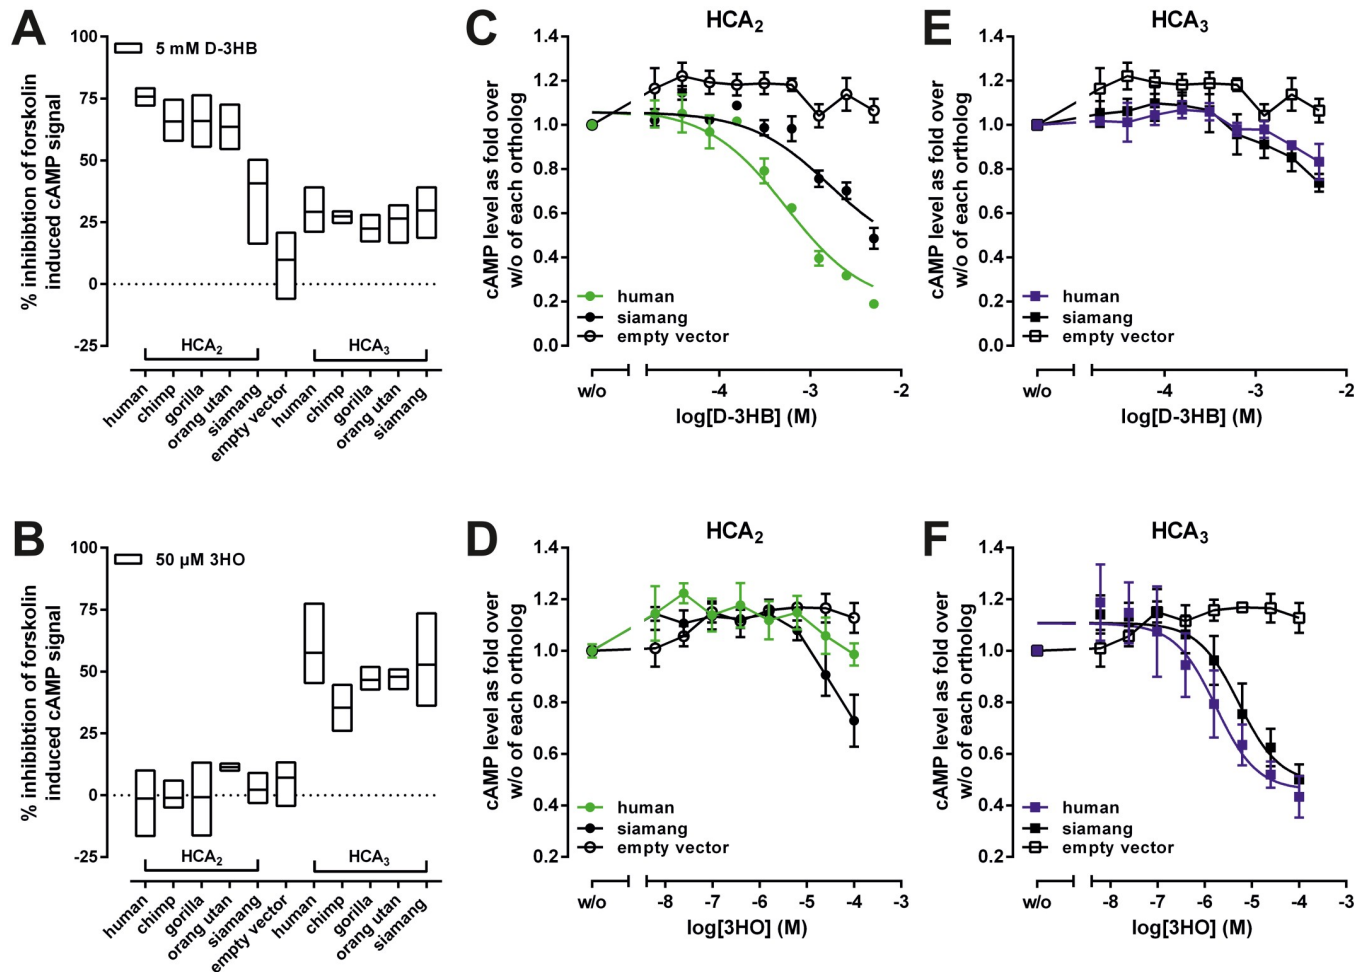 A
5 mM D-3HB
% inhibibtion of forskolin
induced cAMP signal
100
75
50
25
0
-25
HCA2
HCA3
human
chimp
gorilla
orang utan
siamang
empty vector
human
chimp
gorilla
orang utan
siamang
C
HCA2
cAMP level as fold over
w/o of each ortholog
1.4
1.2
1.0
0.8
0.6
0.4
0.2
0.0
human
siamang
empty vector
w/o
-4
-3
-2
log[D-3HB] (M)
E
HCA3
cAMP level as fold over
w/o of each ortholog
1.4
1.2
1.0
0.8
0.6
0.4
0.2
0.0
human
siamang
empty vector
w/o
-4
-3
-2
log[D-3HB] (M)
B
50 µM 3HO
% inhibibtion of forskolin
induced cAMP signal
100
75
50
25
0
-25
HCA2
HCA3
human
chimp
gorilla
orang utan
siamang
empty vector
human
chimp
gorilla
orang utan
siamang
D
HCA2
cAMP level as fold over
w/o of each ortholog
1.4
1.2
1.0
0.8
0.6
0.4
0.2
human
siamang
empty vector
w/o
-8
-7
-6
-5
-4
-3
log[3HO] (M)
F
HCA3
cAMP level as fold over
w/o of each ortholog
1.4
1.2
1.0
0.8
0.6
0.4
0.2
human
siamang
empty vector
w/o
-8
-7
-6
-5
-4
-3
log[3HO] (M)